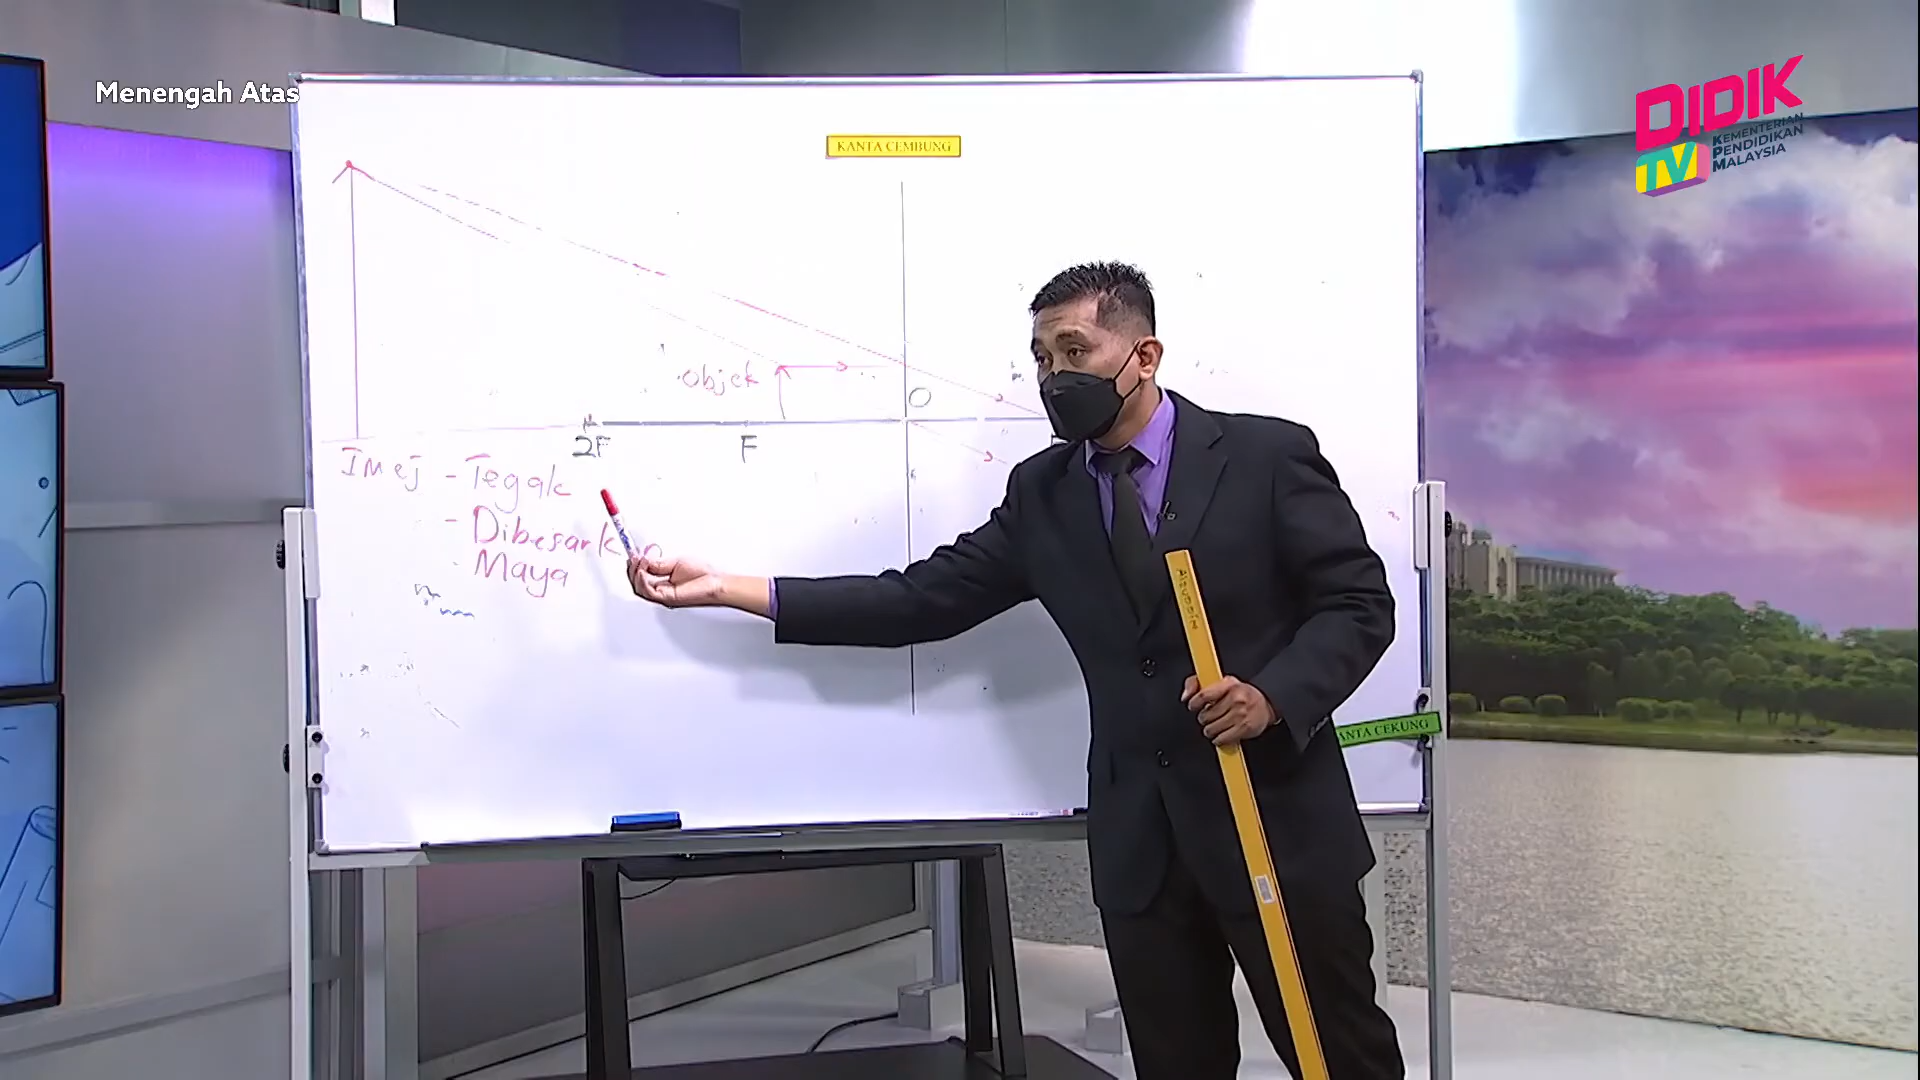 Menengah Atas
DIDIK
TV
KEMENTERIAN
PENDIDIKAN
MALAYSIA
KANTA CEMBUNG
Objek
O
2F
F
Imej - Tegak
- Dibesarkan
- Maya
KANTA CEKUNG